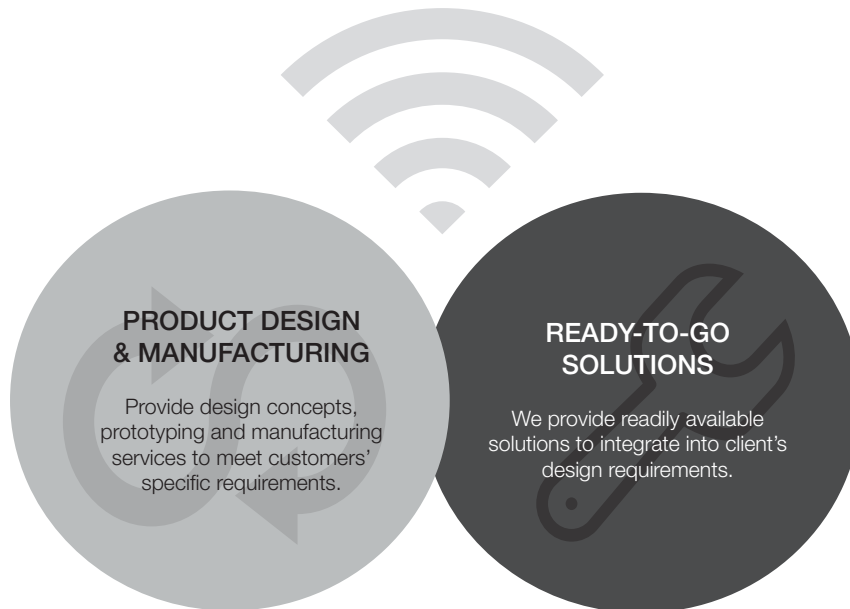 PRODUCT DESIGN
& MANUFACTURING
Provide design concepts,
prototyping and manufacturing
services to meet customers’
specific requirements.
READY-TO-GO
SOLUTIONS
We provide readily available
solutions to integrate into client’s
design requirements.